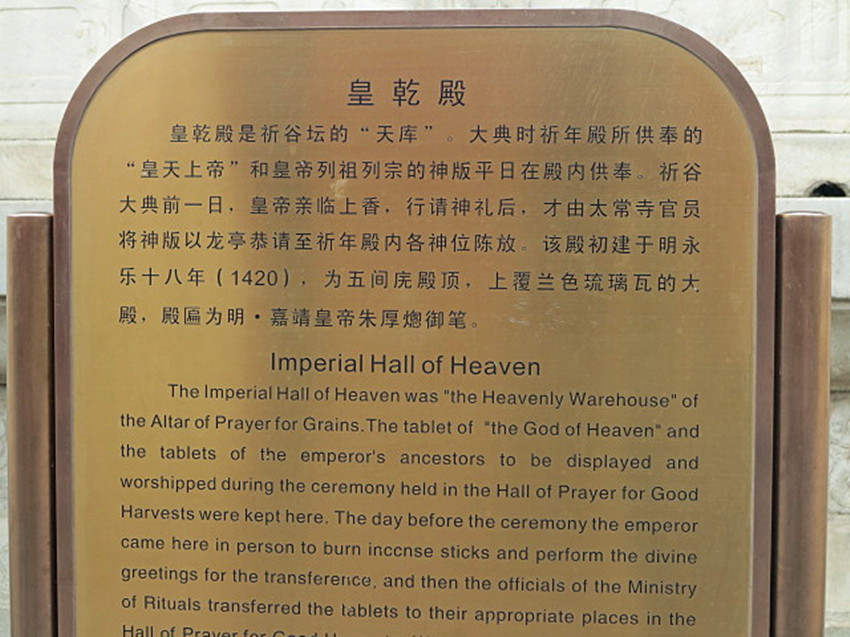 皇乾殿
皇乾殿是祈谷坛的“天库”。大典时祈年殿所供奉的
“皇天上帝”和皇帝列祖列宗的神版平日在殿内供奉。祈谷
大典前一日，皇帝亲临上香，行请神礼后，才由太常寺官员
将神版以龙亭恭请至祈年殿内各神位陈放。该殿初建于明永
乐十八年（1420），为五间庑殿顶，上覆兰色琉璃瓦的大
殿，殿匾为明·嘉靖皇帝朱厚熜御笔。
Imperial Hall of Heaven
The Imperial Hall of Heaven was "the Heavenly Warehouse" of
the Altar of Prayer for Grains.The tablet of "the God of Heaven" and
the tablets of the emperor's ancestors to be displayed and
worshipped during the ceremony held in the Hall of Prayer for Good
Harvests were kept here. The day before the ceremony the emperor
came here in person to burn inccnse sticks and perform the divine
greetings for the transference, and then the officials of the Ministry
of Rituals transferred the tablets to their appropriate places in the
Hall of Prayer for Good